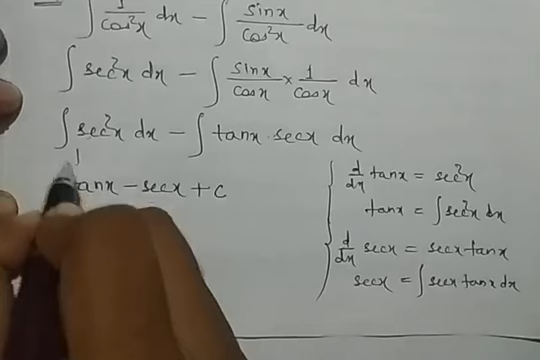 = ∫ 1/cos²x dx − ∫ sinx/cos²x dx
∫ sec²x dx − ∫ sinx/cosx × 1/cosx dx
∫ sec²x dx − ∫ tanx · secx dx
tanx − secx + c
d/dx tanx = sec²x
tanx = ∫ sec²x dx
d/dx secx = secx tanx
secx = ∫ secx tanx dx